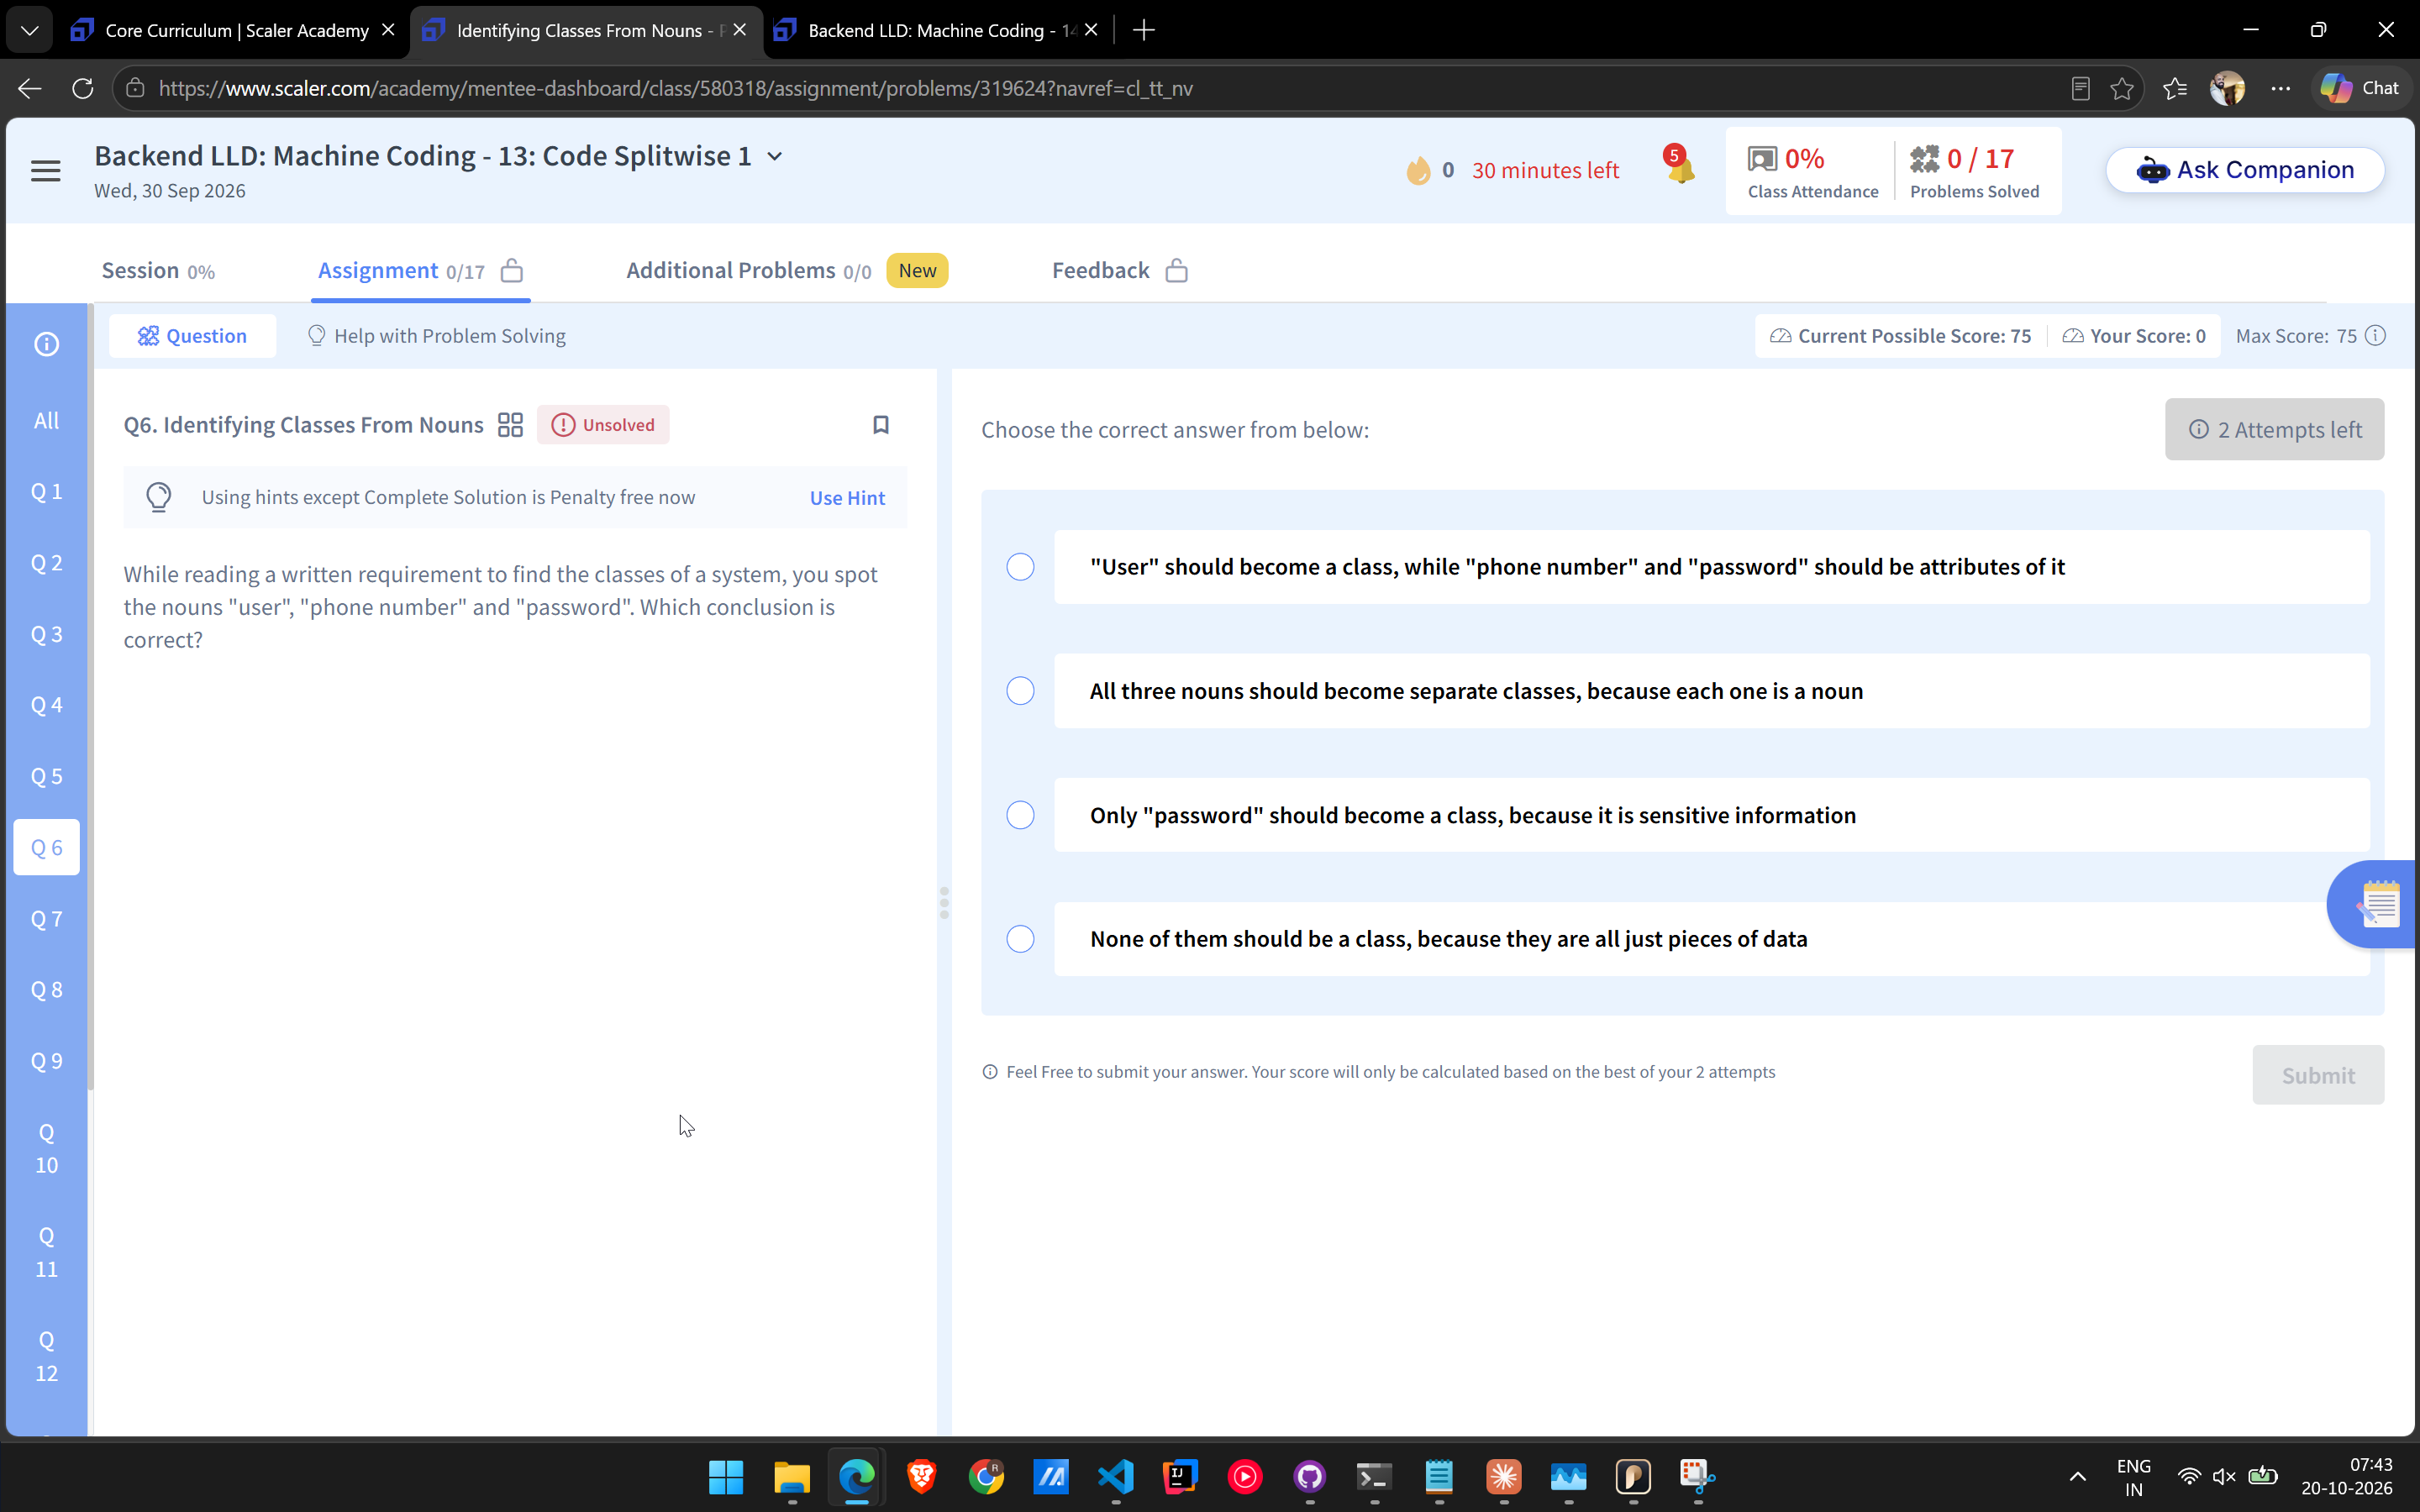 Core Curriculum | Scaler Academy
Identifying Classes From Nouns -
Backend LLD: Machine Coding -
https://www.scaler.com/academy/mentee-dashboard/class/580318/assignment/problems/319624?navref=cl_tt_nv
Chat
Backend LLD: Machine Coding - 13: Code Splitwise 1
Wed, 30 Sep 2026
0
30 minutes left
5
0%
Class Attendance
0 / 17
Problems Solved
Ask Companion
Session 0%
Assignment 0/17
Additional Problems 0/0
New
Feedback
Question
Help with Problem Solving
Current Possible Score: 75
Your Score: 0
Max Score: 75
All
Q 1
Q 2
Q 3
Q 4
Q 5
Q 6
Q 7
Q 8
Q 9
Q
10
Q
11
Q
12
Q6. Identifying Classes From Nouns
Unsolved
Using hints except Complete Solution is Penalty free now
Use Hint
While reading a written requirement to find the classes of a system, you spot
the nouns "user", "phone number" and "password". Which conclusion is
correct?
Choose the correct answer from below:
2 Attempts left
"User" should become a class, while "phone number" and "password" should be attributes of it
All three nouns should become separate classes, because each one is a noun
Only "password" should become a class, because it is sensitive information
None of them should be a class, because they are all just pieces of data
Feel Free to submit your answer. Your score will only be calculated based on the best of your 2 attempts
Submit
ENG
IN
07:43
20-10-2026